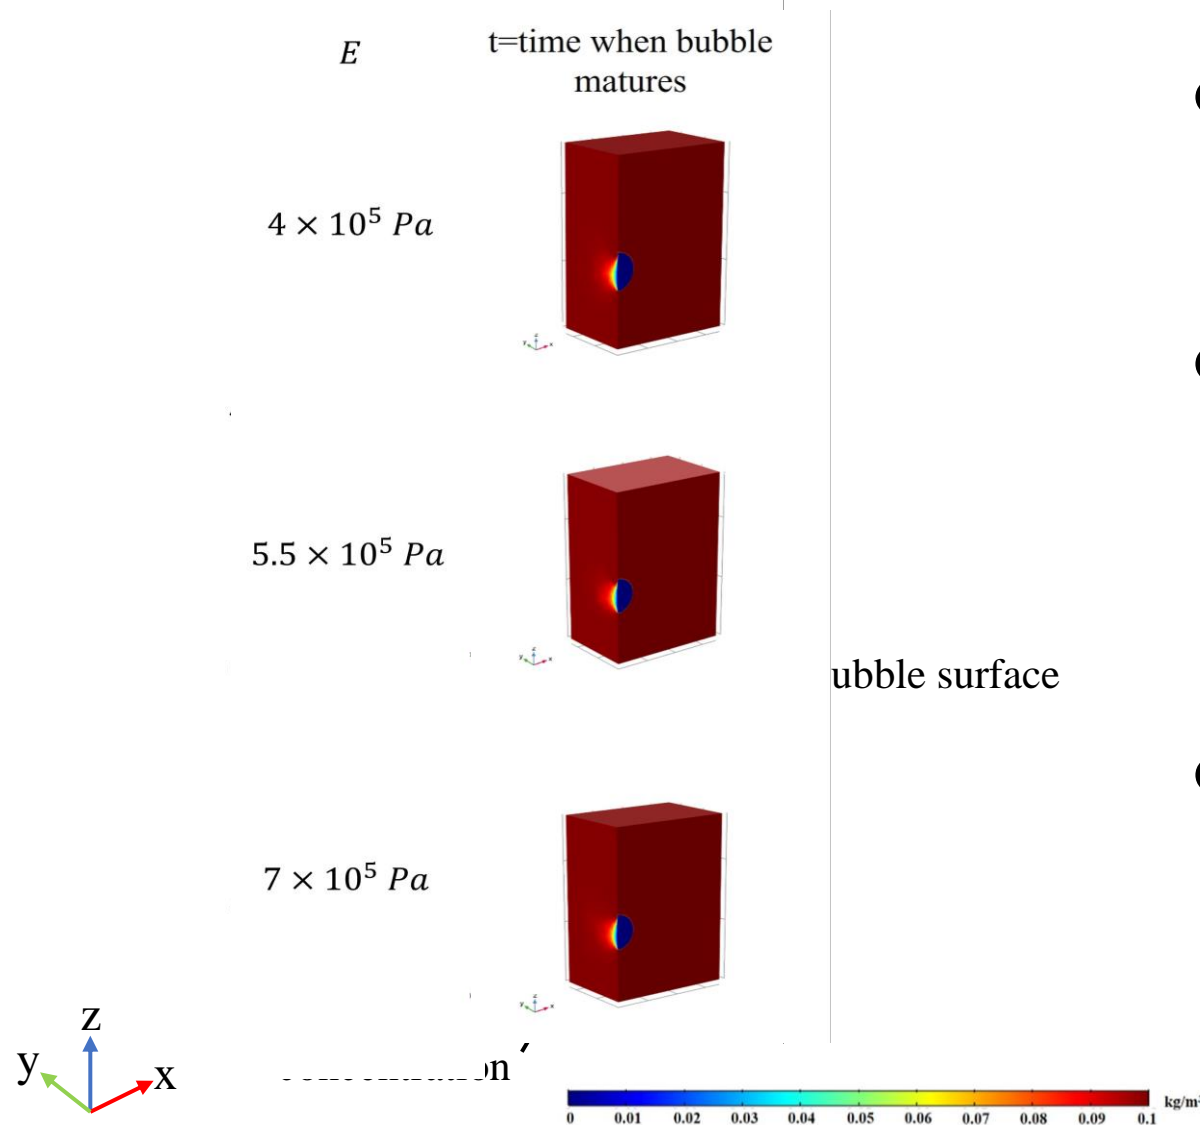 E
t=time when bubble
matures
4 × 10⁵ Pa
5.5 × 10⁵ Pa
ubble surface
7 × 10⁵ Pa
z
y
x
0 0.01 0.02 0.03 0.04 0.05 0.06 0.07 0.08 0.09 0.1